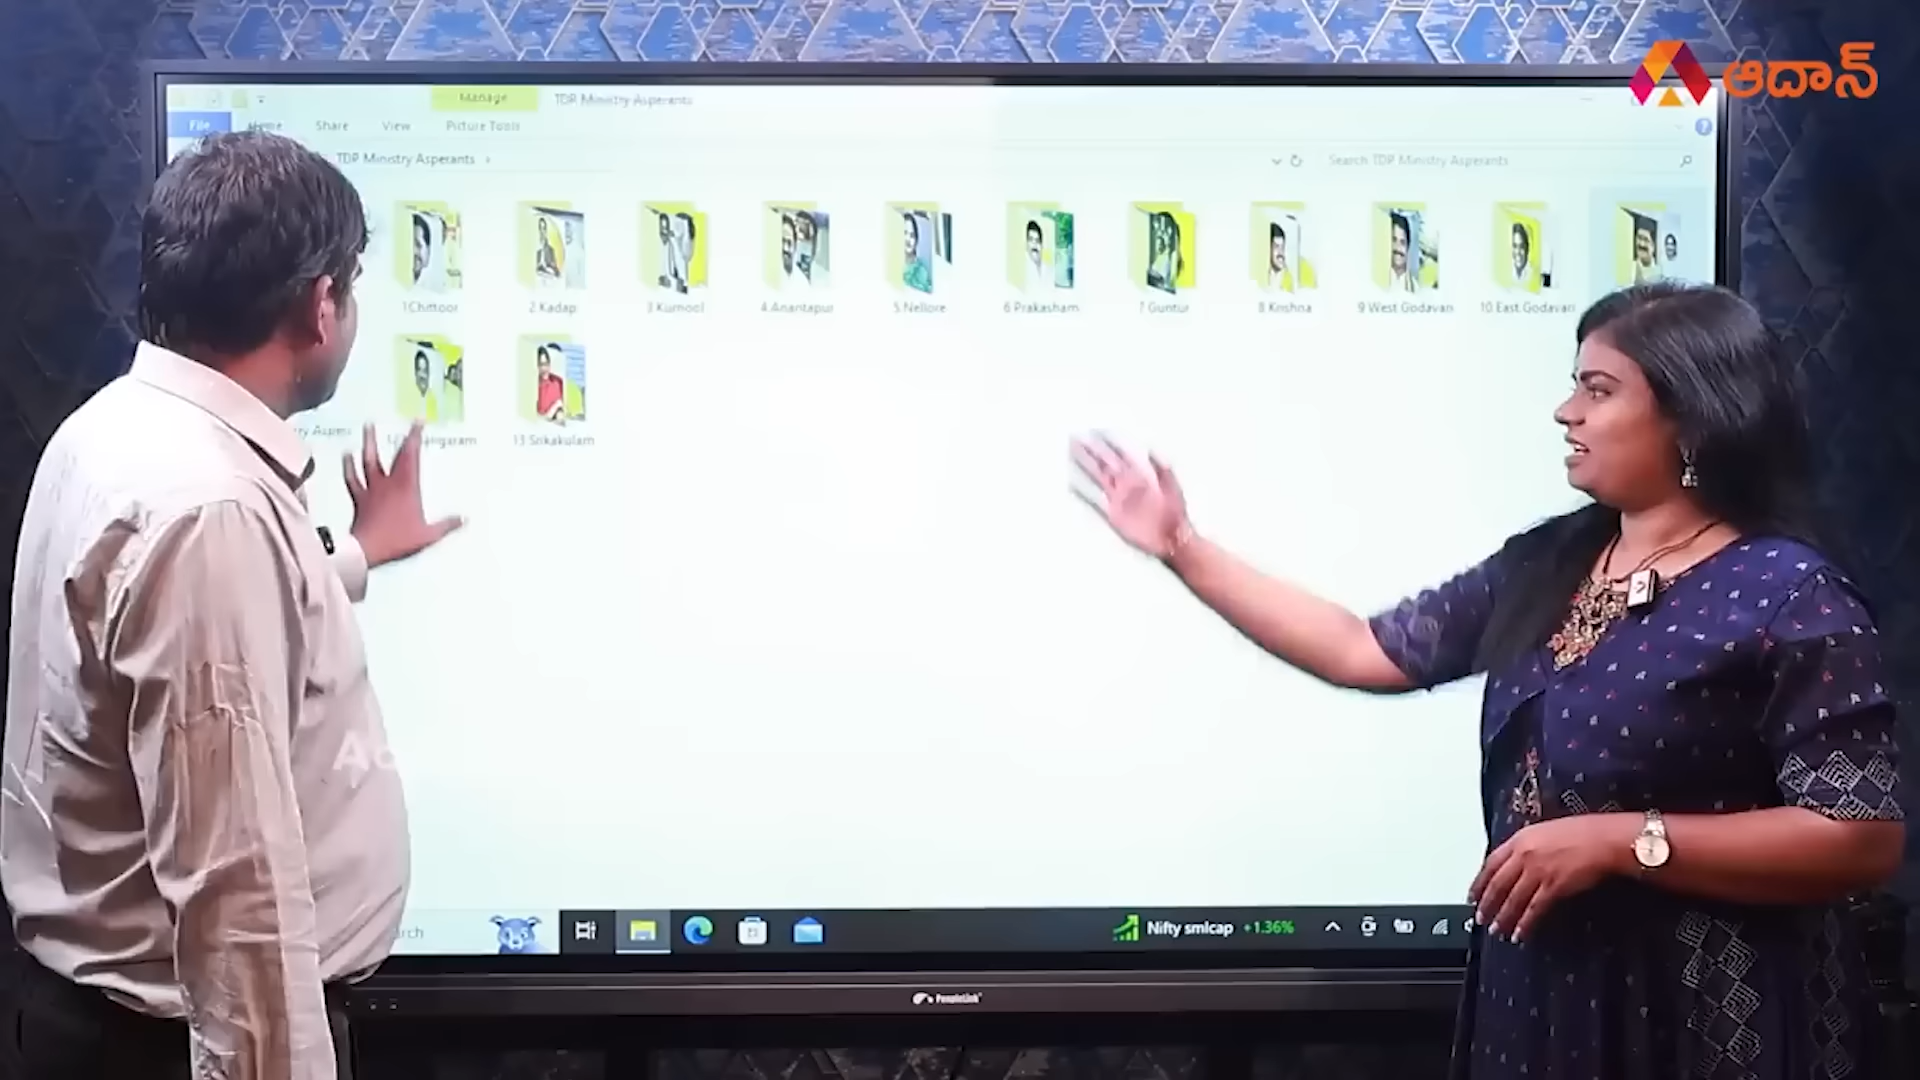 ఆదాన్
Manage TDP Ministry Asperants
File Home Share View Picture Tools
TDP Ministry Asperants ›
Search TDP Ministry Asperants
1Chittoor 2 Kadap 3 Kurnool 4 Anantapur 5 Nellore 6 Prakasham 7 Guntur 8 Krishna 9 West Godavari 10 East Godavari
13 Srikakulam
Nifty smlcap +1.36%
PeopleLink